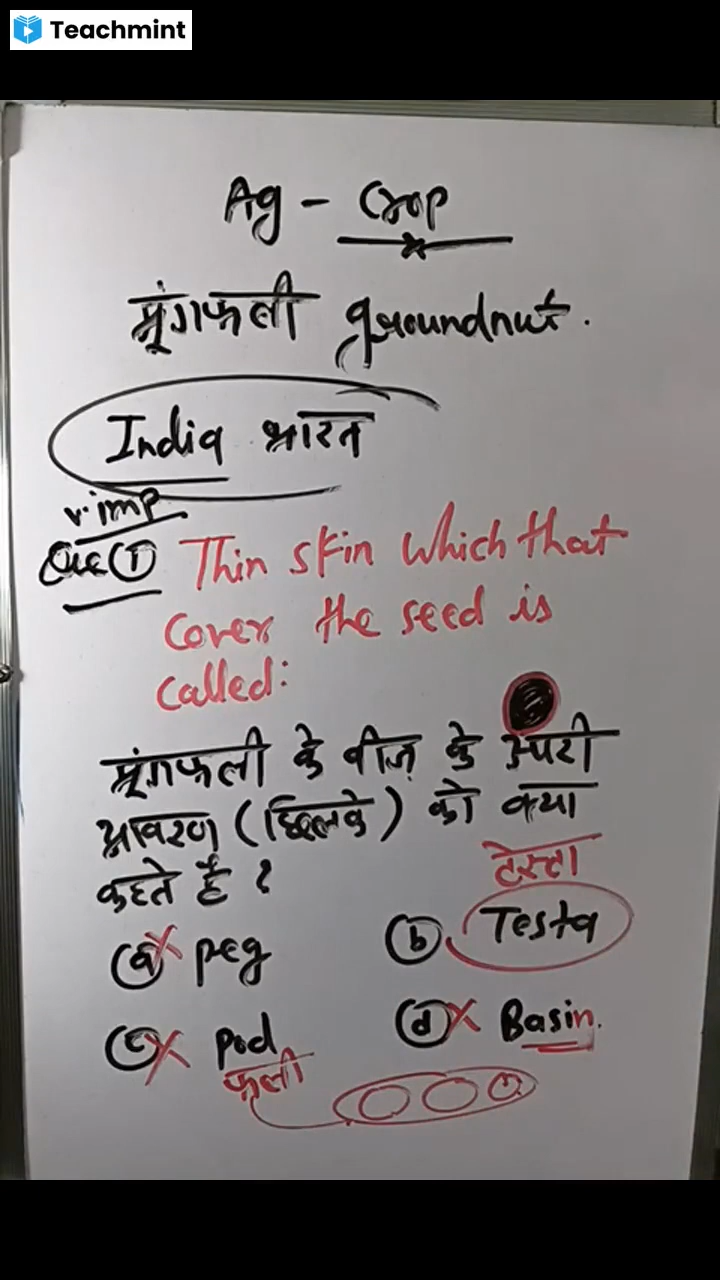 Teachmint
Ag - Crop
मूंगफली groundnut.
India भारत
v.imp
Que ① Thin skin which that
cover the seed is
called:
मूंगफली के बीज़ के ऊपरी
आवरण (छिलके) को क्या
कहते है ?
टेस्टा
(a) peg (b) Testa
(c) pod (d) Basin.
फली